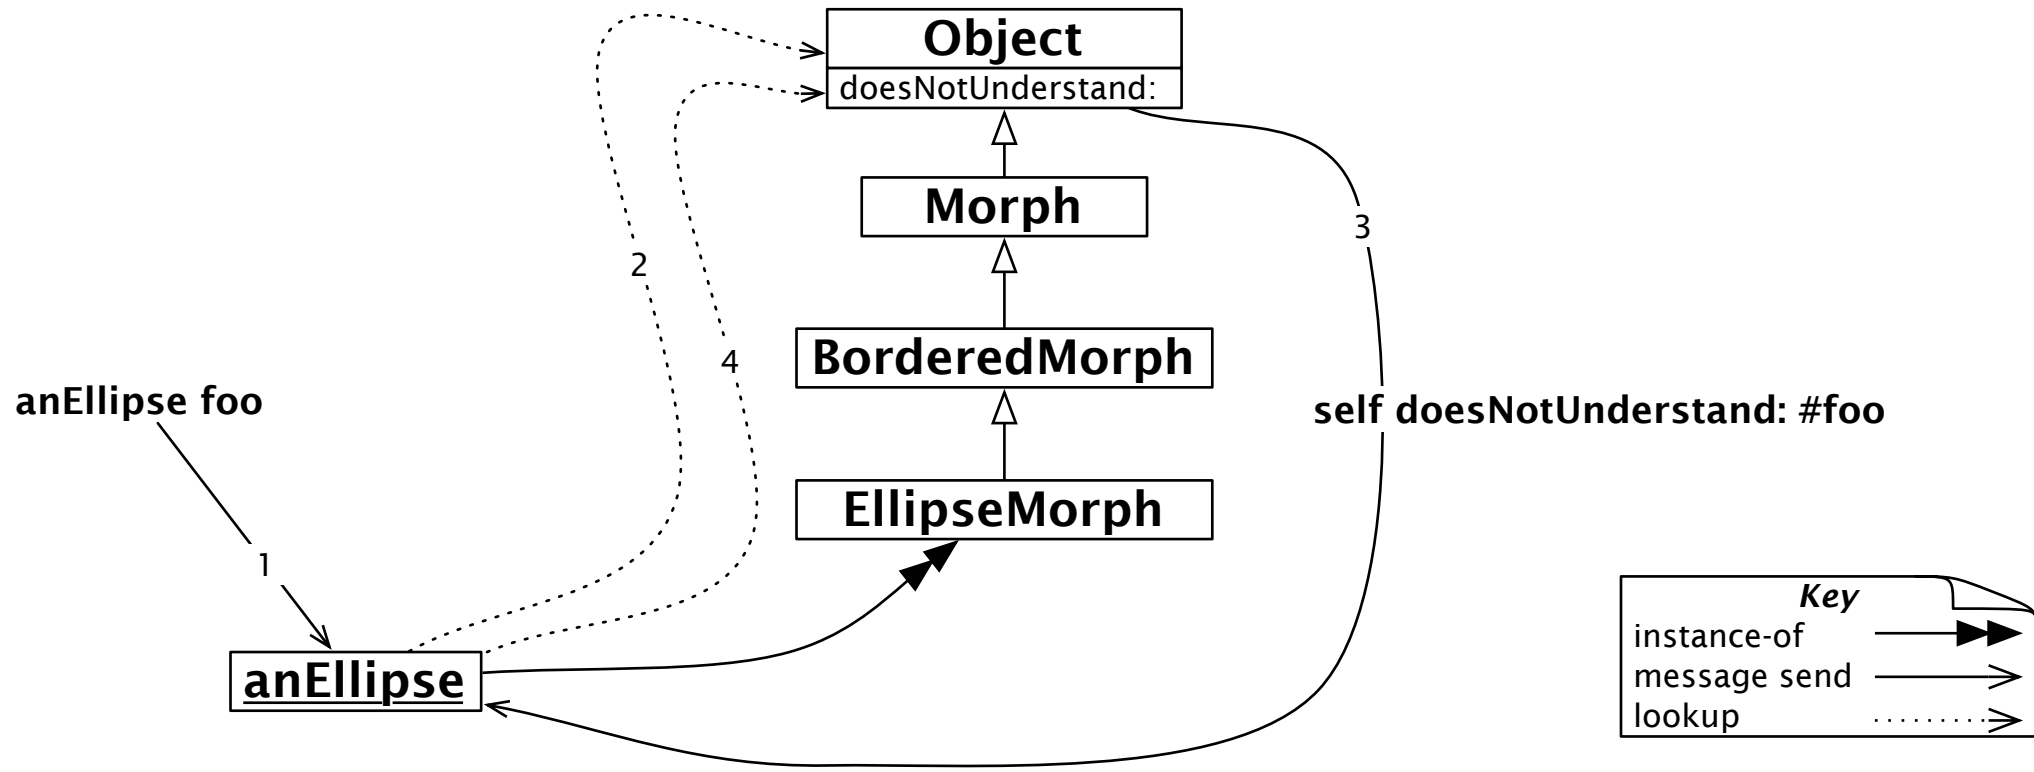 Object
doesNotUnderstand:
Morph
3
2
BorderedMorph
4
anEllipse foo
self doesNotUnderstand: #foo
EllipseMorph
1
anEllipse
Key
instance-of
message send
lookup